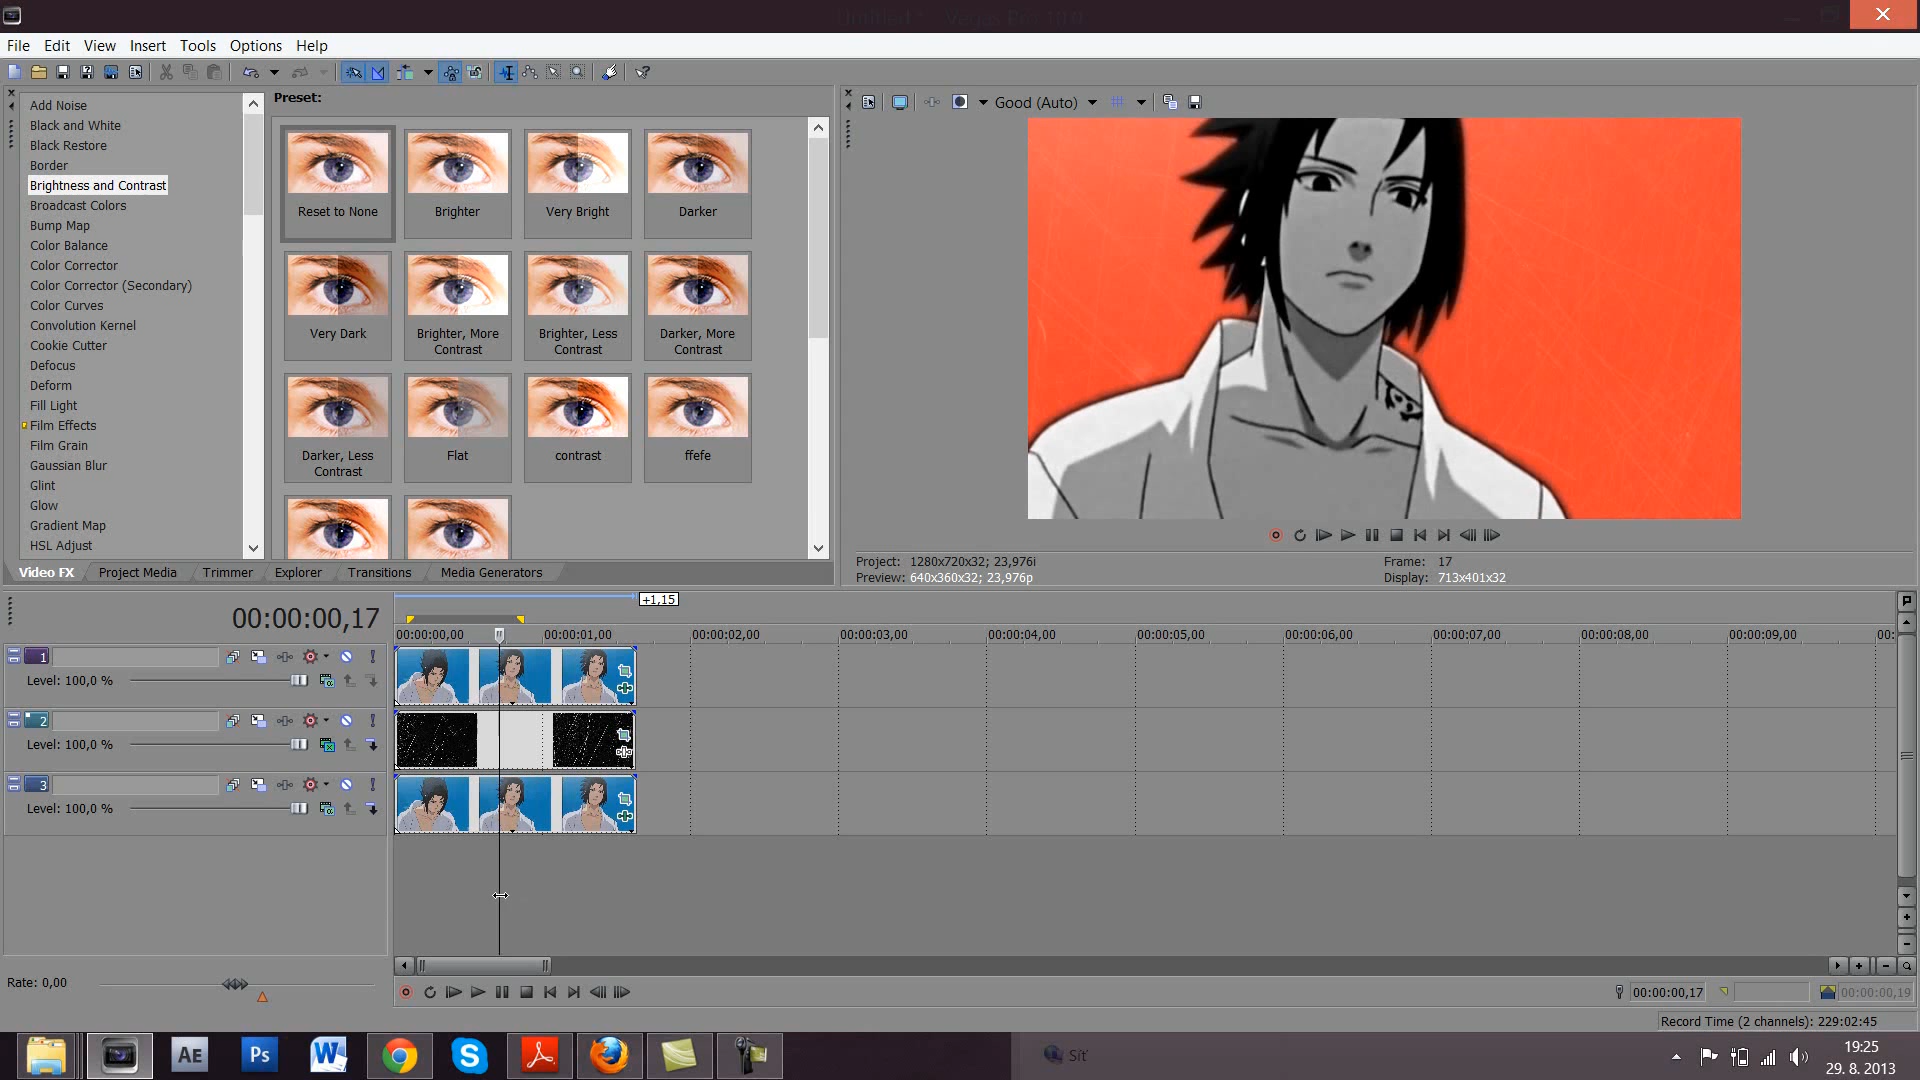 Untitled * - Vegas Pro 10.0
File Edit View Insert Tools Options Help
Add Noise
Black and White
Black Restore
Border
Brightness and Contrast
Broadcast Colors
Bump Map
Color Balance
Color Corrector
Color Corrector (Secondary)
Color Curves
Convolution Kernel
Cookie Cutter
Defocus
Deform
Fill Light
Film Effects
Film Grain
Gaussian Blur
Glint
Glow
Gradient Map
HSL Adjust
Preset:
Reset to None
Brighter
Very Bright
Darker
Very Dark
Brighter, More
Contrast
Brighter, Less
Contrast
Darker, More
Contrast
Darker, Less
Contrast
Flat
contrast
ffefe
Video FX Project Media Trimmer Explorer Transitions Media Generators
Good (Auto)
Project: 1280x720x32; 23,976i
Preview: 640x360x32; 23,976p
Frame: 17
Display: 713x401x32
00:00:00,17
+1,15
00:00:00,00 00:00:01,00 00:00:02,00 00:00:03,00 00:00:04,00 00:00:05,00 00:00:06,00 00:00:07,00 00:00:08,00 00:00:09,00 00:
1
Level: 100,0 %
2
Level: 100,0 %
3
Level: 100,0 %
Rate: 0,00
00:00:00,17
00:00:00,19
Record Time (2 channels): 229:02:45
AE
Ps
W
S
Síť
19:25
29. 8. 2013